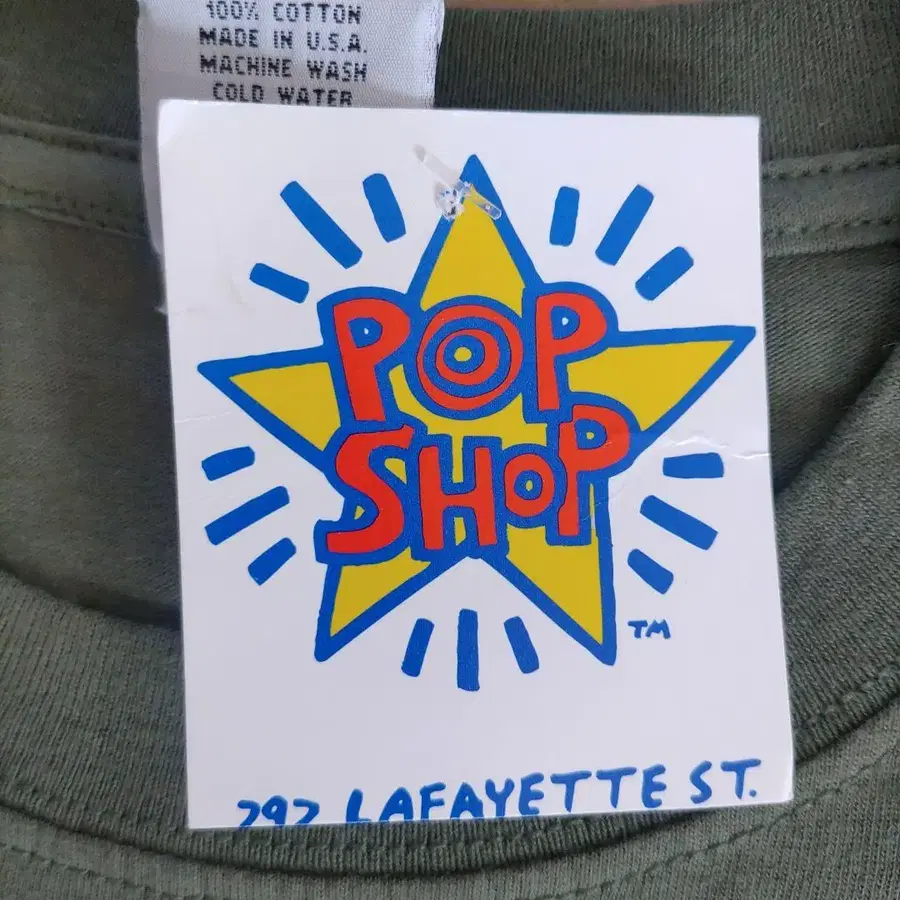 100% COTTON
MADE IN U.S.A.
MACHINE WASH
COLD WATER
POP
SHOP
TM
292 LAFAYETTE ST.